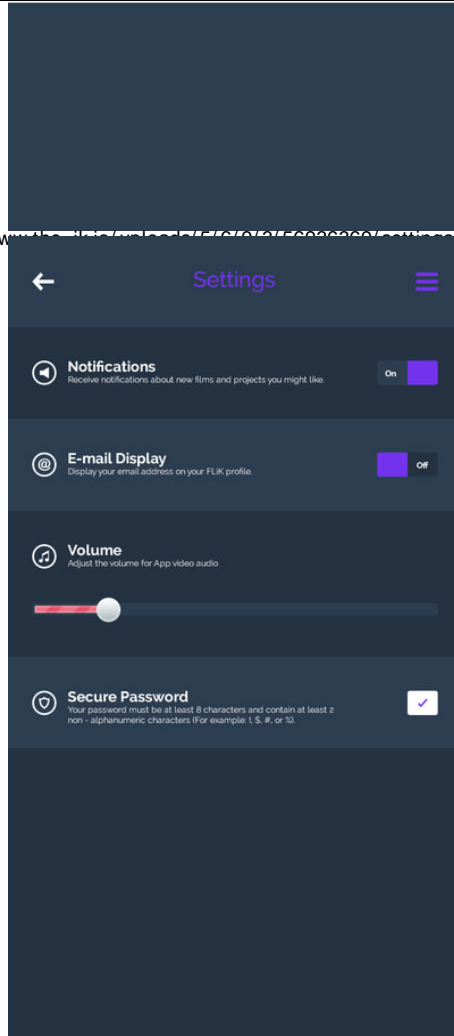 Settings
Notifications
Receive notifications about new films and projects you might like.
On
E-mail Display
Display your email address on your FLiK profile.
Off
Volume
Adjust the volume for App video audio
Secure Password
Your password must be at least 8 characters and contain at least 2
non - alphanumeric characters (For example: !, $, #, or %).